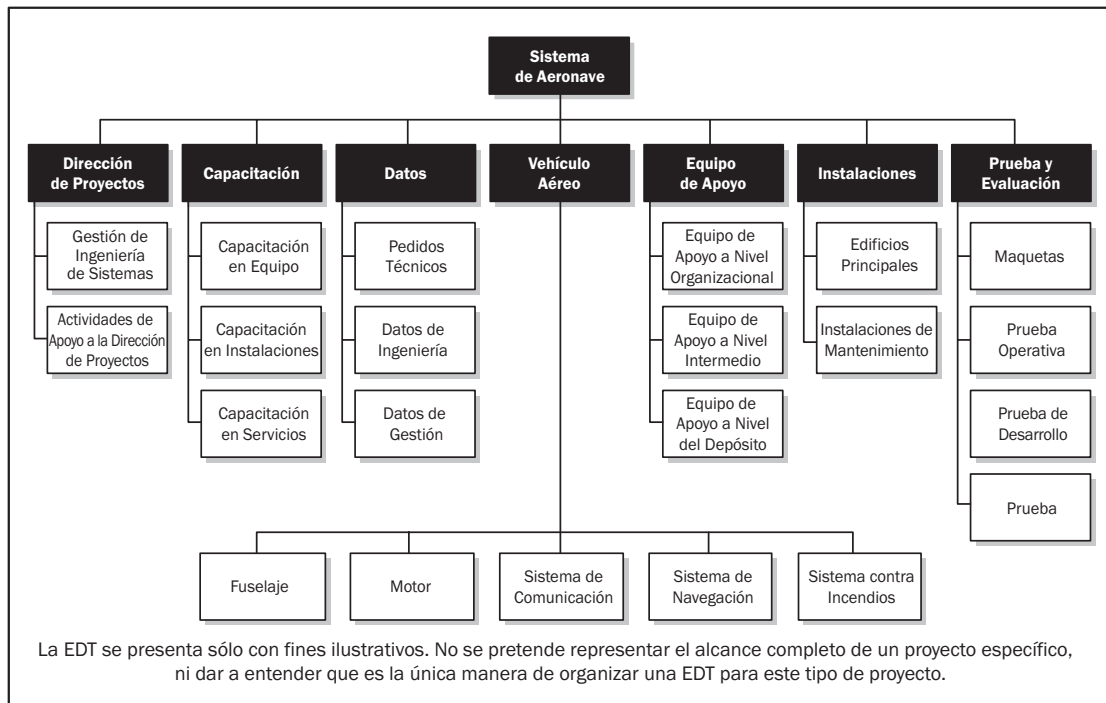 Sistema
de Aeronave
Dirección
de Proyectos
Capacitación
Datos
Vehículo
Aéreo
Equipo
de Apoyo
Instalaciones
Prueba y
Evaluación
Gestión de
Ingeniería
de Sistemas
Actividades de
Apoyo a la Dirección
de Proyectos
Capacitación
en Equipo
Capacitación
en Instalaciones
Capacitación
en Servicios
Pedidos
Técnicos
Datos de
Ingeniería
Datos de
Gestión
Equipo de
Apoyo a Nivel
Organizacional
Equipo de
Apoyo a Nivel
Intermedio
Equipo de
Apoyo a Nivel
del Depósito
Edificios
Principales
Instalaciones de
Mantenimiento
Maquetas
Prueba
Operativa
Prueba de
Desarrollo
Prueba
Fuselaje
Motor
Sistema de
Comunicación
Sistema de
Navegación
Sistema contra
Incendios
La EDT se presenta sólo con fines ilustrativos. No se pretende representar el alcance completo de un proyecto específico,
ni dar a entender que es la única manera de organizar una EDT para este tipo de proyecto.